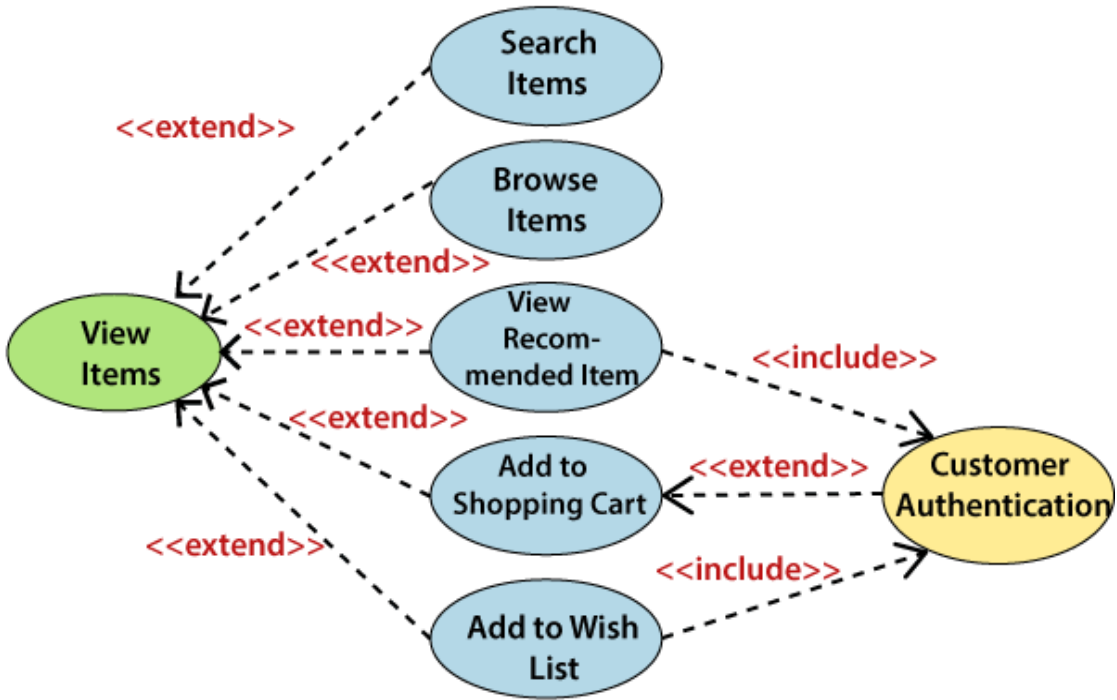 Search
Items
<<extend>>
Browse
Items
<<extend>>
View
Recom-
mended Item
<<extend>>
<<include>>
View
Items
<<extend>>
Add to
Shopping Cart
<<extend>>
Customer
Authentication
<<extend>>
<<include>>
Add to Wish
List